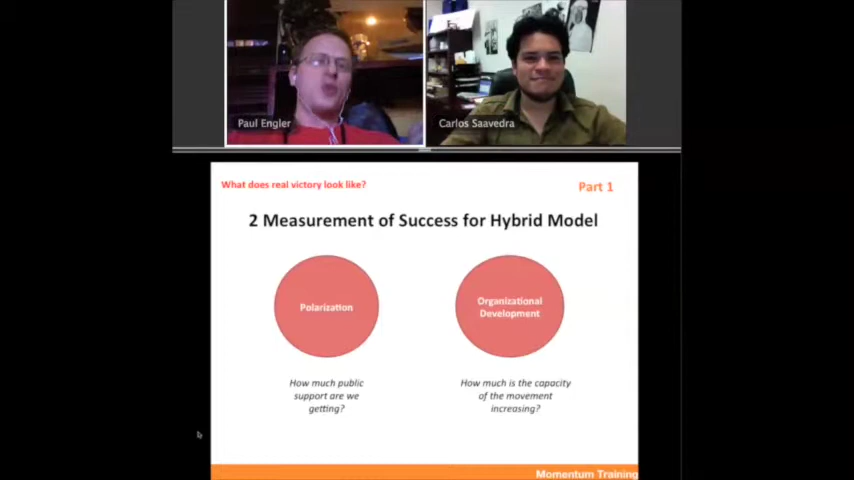 Paul Engler
Carlos Saavedra
What does real victory look like?
Part 1
2 Measurement of Success for Hybrid Model
Polarization
Organizational
Development
How much public
support are we
getting?
How much is the capacity
of the movement
increasing?
Momentum Training